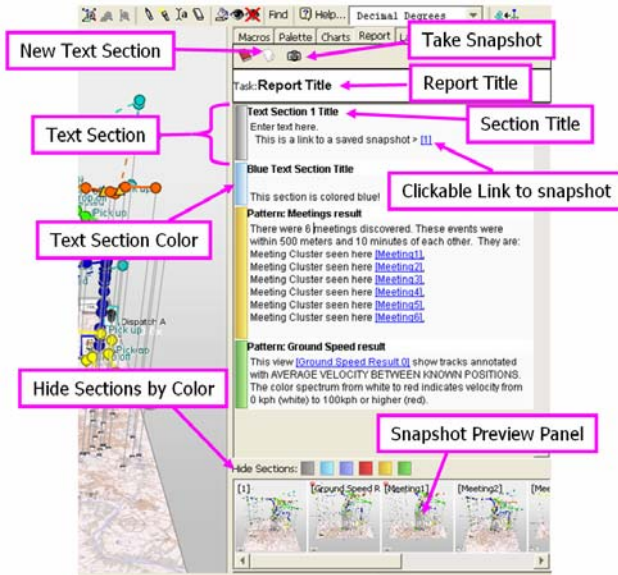 Find Help... Decimal Degrees
Macros Palette Charts Report
New Text Section
Take Snapshot
Task: Report Title
Report Title
Text Section 1 Title
Enter text here.
This is a link to a saved snapshot > [1]
Section Title
Text Section
Clickable Link to snapshot
Blue Text Section Title
This section is colored blue!
Text Section Color
Pattern: Meetings result
There were 6 meetings discovered. These events were
within 500 meters and 10 minutes of each other. They are:
Meeting Cluster seen here [Meeting1],
Meeting Cluster seen here [Meeting2],
Meeting Cluster seen here [Meeting3],
Meeting Cluster seen here [Meeting4],
Meeting Cluster seen here [Meeting5],
Meeting Cluster seen here [Meeting6],
Pick up
Dispatch A
Pick up
Pick up
Pattern: Ground Speed result
This view [Ground Speed Result 0] show tracks annotated
with AVERAGE VELOCITY BETWEEN KNOWN POSITIONS.
The color spectrum from white to red indicates velocity from
0 kph (white) to 100kph or higher (red).
Hide Sections by Color
Snapshot Preview Panel
Hide Sections:
[1] [Ground Speed R [Meeting1] [Meeting2] [Mee